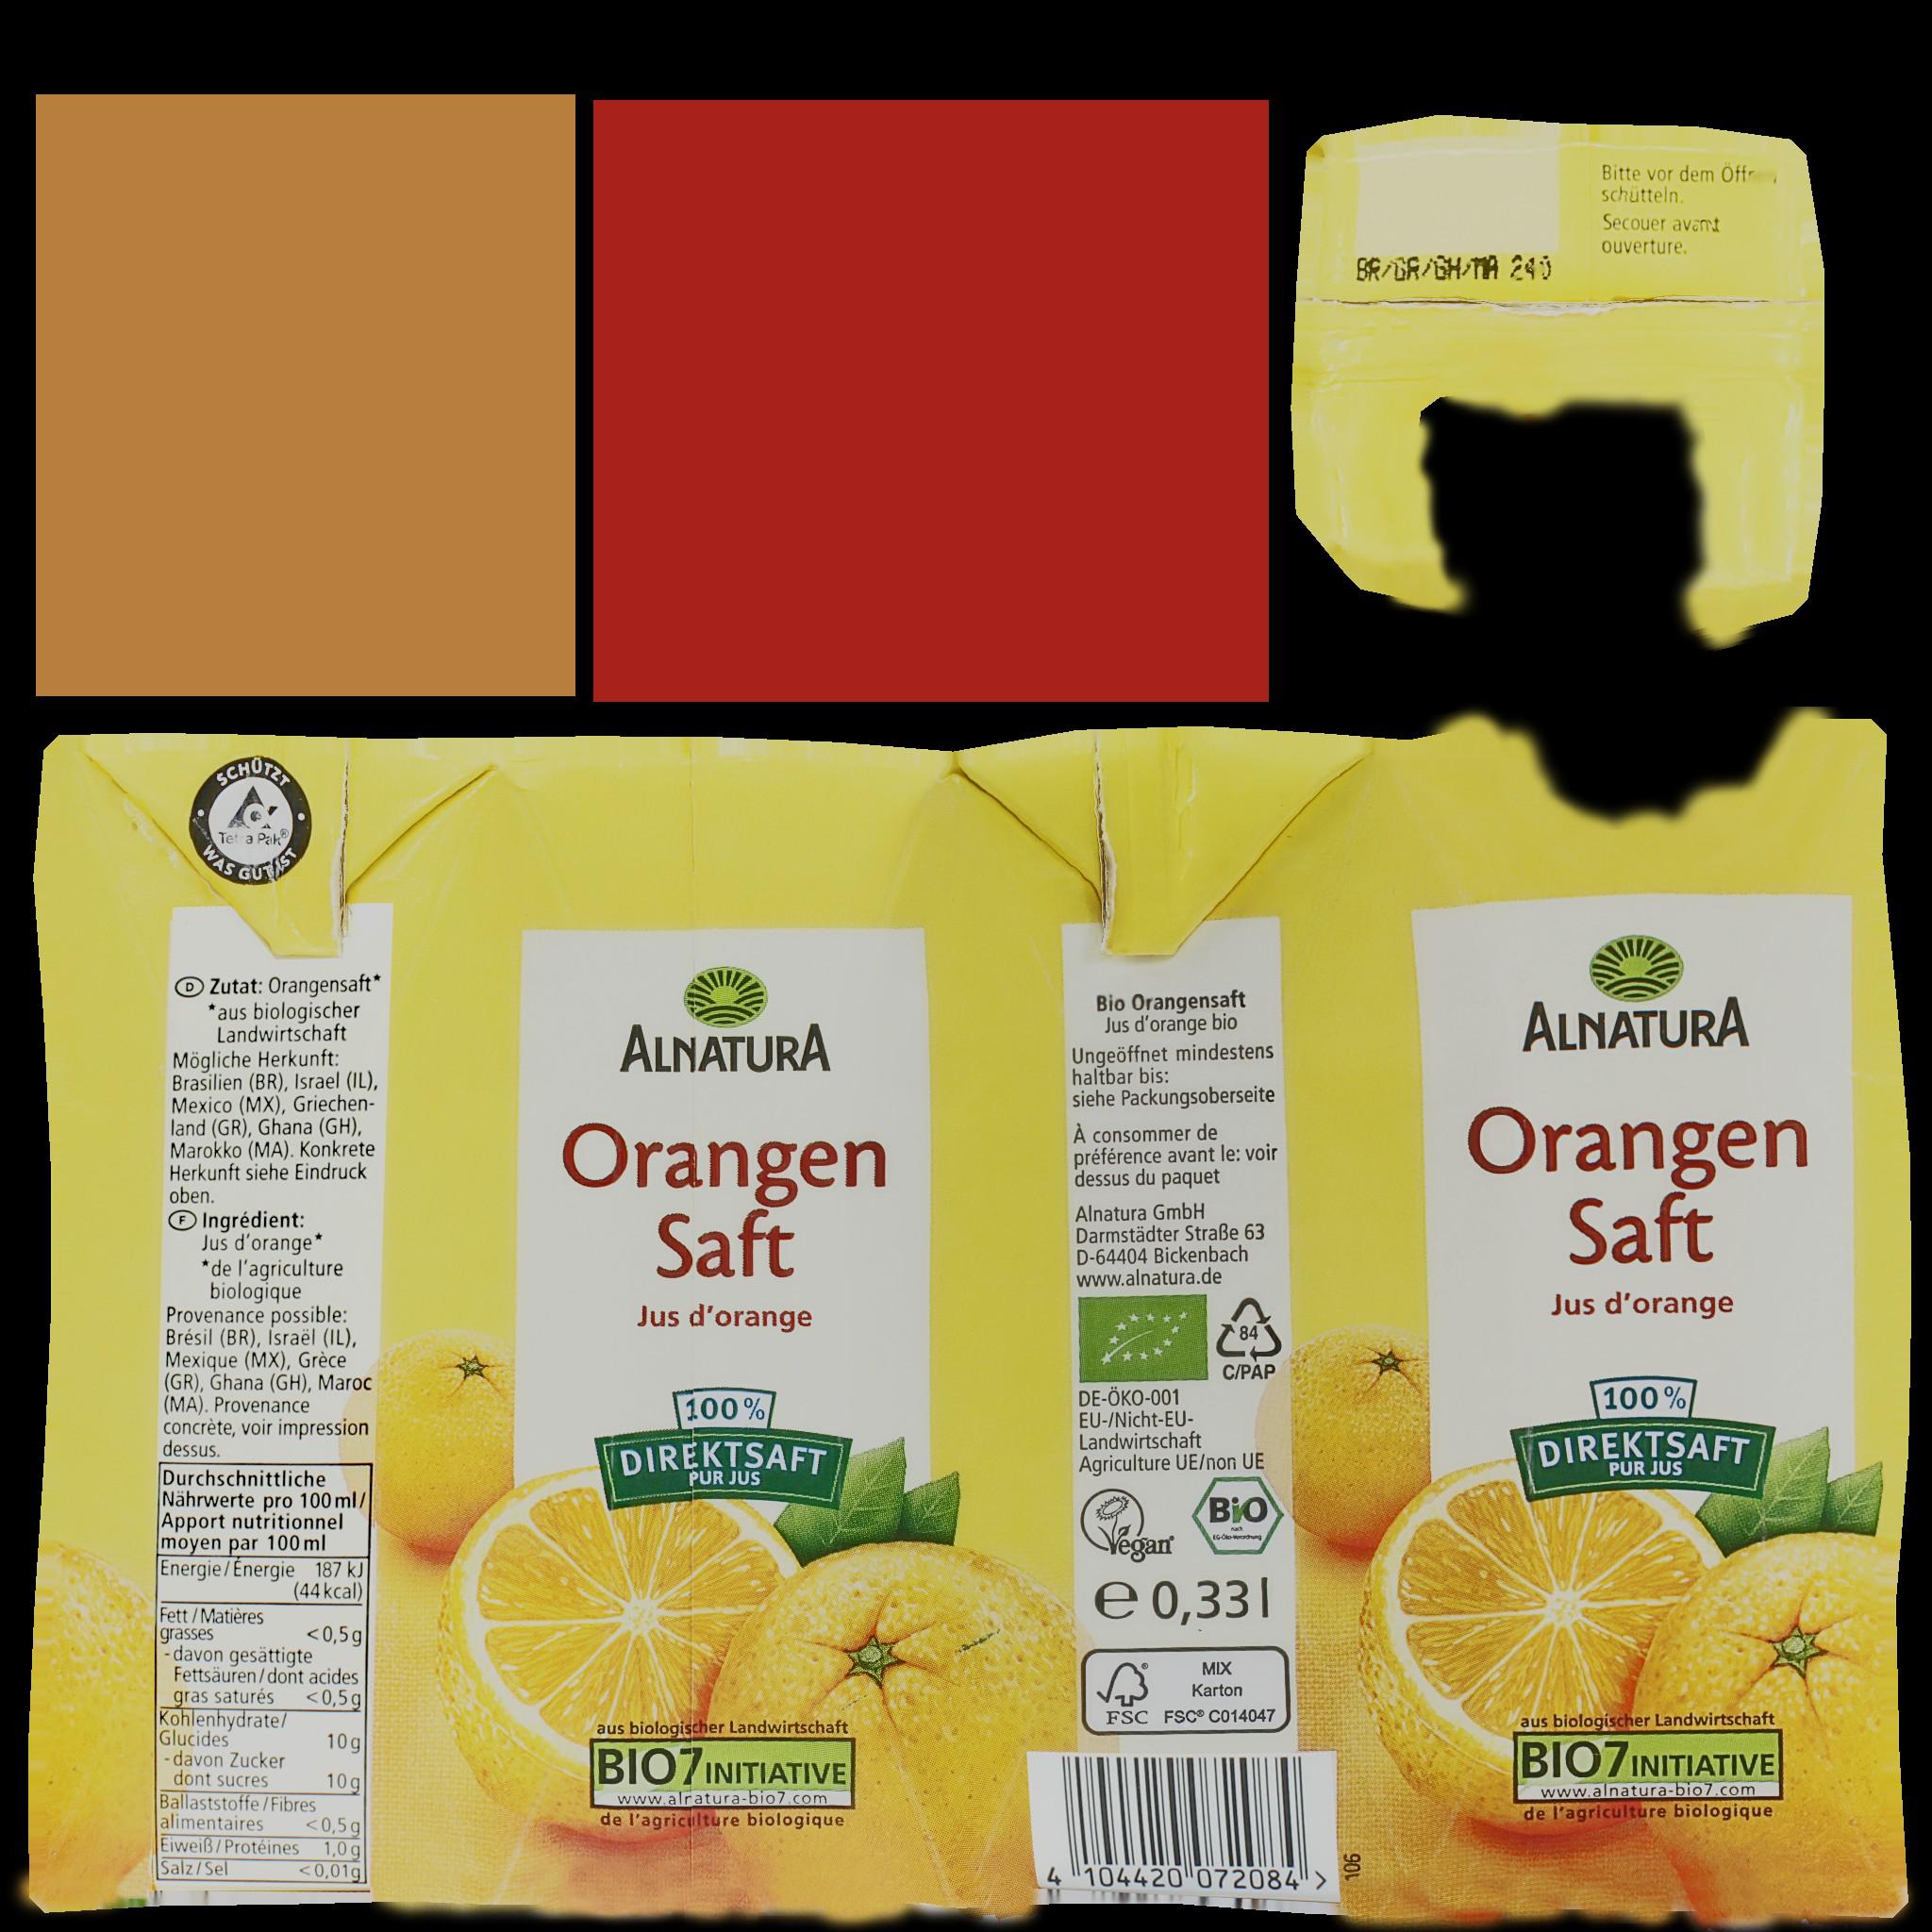 Bitte vor dem
schütteln.
Secouer avant
ouverture.
BR/GR/GH/MA 240
SCHÜTZT
Tetra Pak®
WAS GUT IST
D Zutat: Orangensaft*
*aus biologischer
Landwirtschaft
Mögliche Herkunft:
Brasilien (BR), Israel (IL),
Mexico (MX), Griechen-
land (GR), Ghana (GH),
Marokko (MA). Konkrete
Herkunft siehe Eindruck
oben.
F Ingrédient:
Jus d'orange*
*de l'agriculture
biologique
Provenance possible:
Brésil (BR), Israël (IL),
Mexique (MX), Grèce
(GR), Ghana (GH), Maroc
(MA). Provenance
concrète, voir impression
dessus.
Durchschnittliche
Nährwerte pro 100 ml/
Apport nutritionnel
moyen par 100 ml
Energie/Énergie 187 kJ
(44 kcal)
Fett/Matières
grasses <0,5 g
- davon gesättigte
Fettsäuren/dont acides
gras saturés <0,5 g
Kohlenhydrate/
Glucides 10 g
- davon Zucker
dont sucres 10 g
Ballaststoffe/Fibres
alimentaires <0,5 g
Eiweiß/Protéines 1,0 g
Salz/Sel <0,01 g
ALNATURA
Orangen
Saft
Jus d'orange
100 %
DIREKTSAFT
PUR JUS
aus biologischer Landwirtschaft
BIO7 INITIATIVE
www.alnatura-bio7.com
de l'agriculture biologique
Bio Orangensaft
Jus d'orange bio
Ungeöffnet mindestens
haltbar bis:
siehe Packungsoberseite
À consommer de
préférence avant le: voir
dessus du paquet
Alnatura GmbH
Darmstädter Straße 63
D-64404 Bickenbach
www.alnatura.de
84
C/PAP
DE-ÖKO-001
EU-/Nicht-EU-
Landwirtschaft
Agriculture UE/non UE
Vegan
Bio
nach
EG-Öko-Verordnung
e 0,33 l
FSC®
MIX
Karton
FSC® C014047
4 104420 072084 >
106
ALNATURA
Orangen
Saft
Jus d'orange
100 %
DIREKTSAFT
PUR JUS
aus biologischer Landwirtschaft
BIO7 INITIATIVE
www.alnatura-bio7.com
de l'agriculture biologique